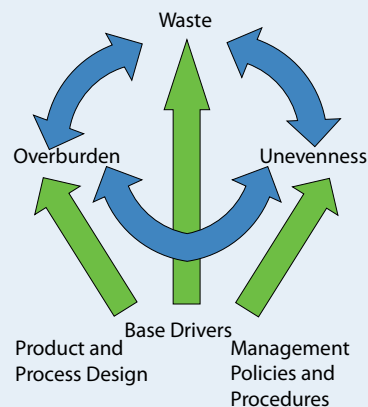 Waste
Overburden
Unevenness
Base Drivers
Product and
Process Design
Management
Policies and
Procedures